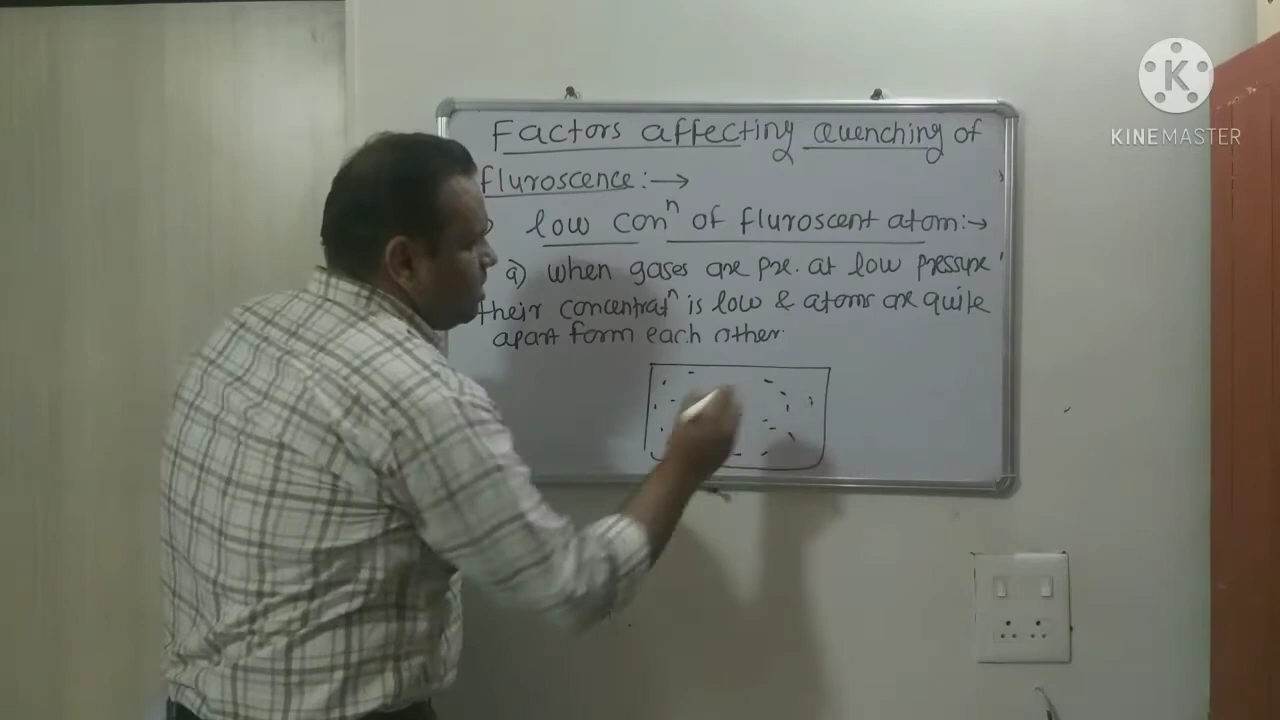 Factors affecting Quenching of
fluroscence:→
low conⁿ of fluroscent atom:→
a) when gases are pre. at low pressure
their concentratⁿ is low & atoms are quite
apart form each other.
K
KINEMASTER